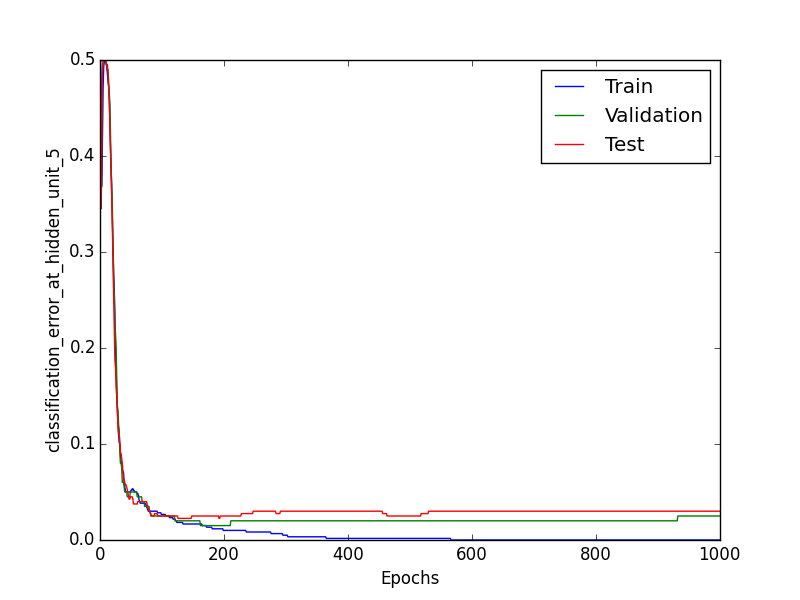 0.5
0.4
0.3
0.2
0.1
0.0
classification_error_at_hidden_unit_5
Train
Validation
Test
0 200 400 600 800 1000
Epochs